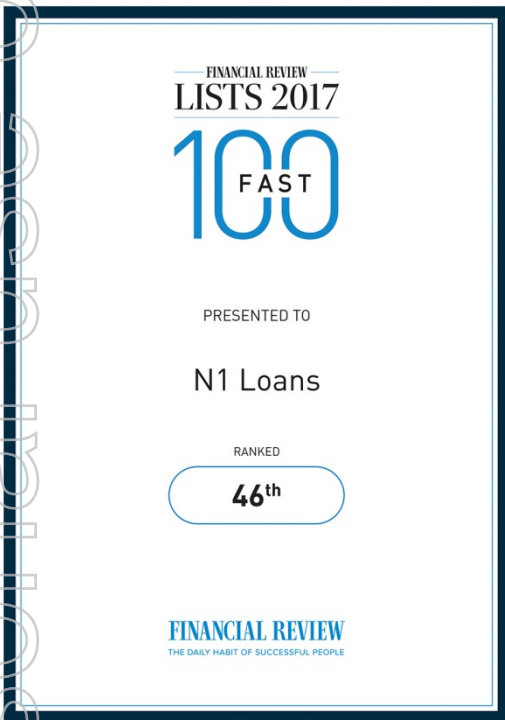 FINANCIAL REVIEW
LISTS 2017
100
FAST
PRESENTED TO
N1 Loans
RANKED
46th
FINANCIAL REVIEW
THE DAILY HABIT OF SUCCESSFUL PEOPLE